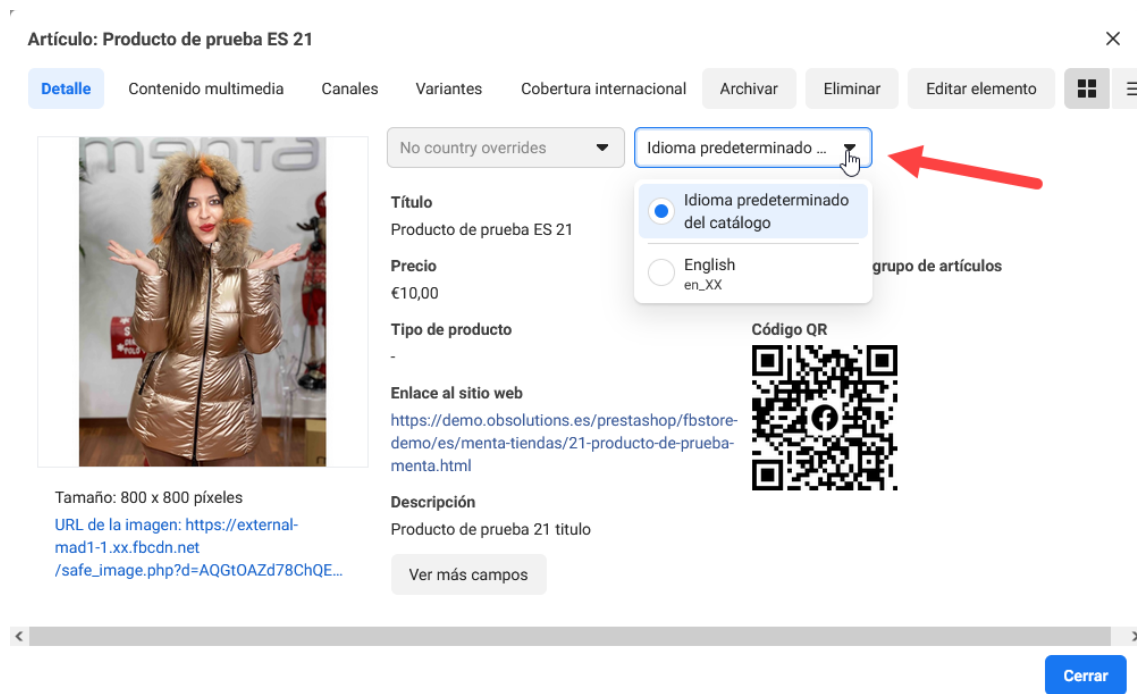 Artículo: Producto de prueba ES 21
Detalle
Contenido multimedia
Canales
Variantes
Cobertura internacional
Archivar
Eliminar
Editar elemento
menta
No country overrides
Idioma predeterminado ...
Idioma predeterminado
del catálogo
English
en_XX
Título
Producto de prueba ES 21
Precio
€10,00
grupo de artículos
Tipo de producto
-
Código QR
Enlace al sitio web
https://demo.obsolutions.es/prestashop/fbstore-
demo/es/menta-tiendas/21-producto-de-prueba-
menta.html
Descripción
Producto de prueba 21 titulo
Ver más campos
Tamaño: 800 x 800 píxeles
URL de la imagen: https://external-
mad1-1.xx.fbcdn.net
/safe_image.php?d=AQGtOAZd78ChQE...
Cerrar